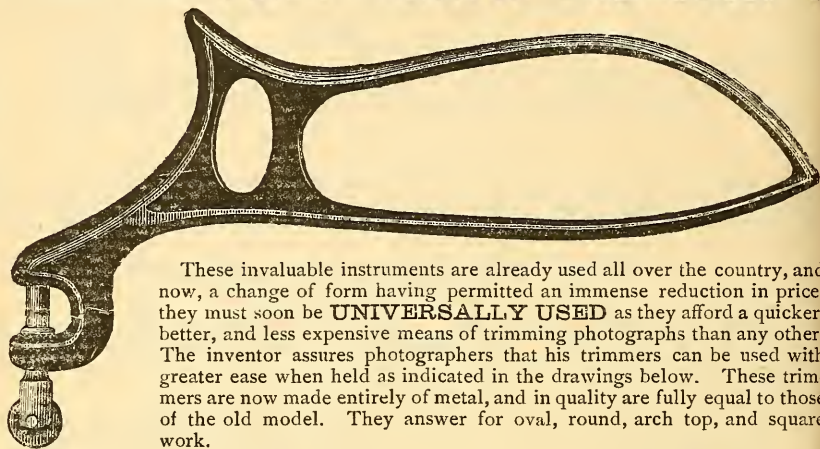 These invaluable instruments are already used all over the country, and
now, a change of form having permitted an immense reduction in price
they must soon be UNIVERSALLY USED as they afford a quicker
better, and less expensive means of trimming photographs than any other
The inventor assures photographers that his trimmers can be used with
greater ease when held as indicated in the drawings below. These trim
mers are now made entirely of metal, and in quality are fully equal to those
of the old model. They answer for oval, round, arch top, and square
work.